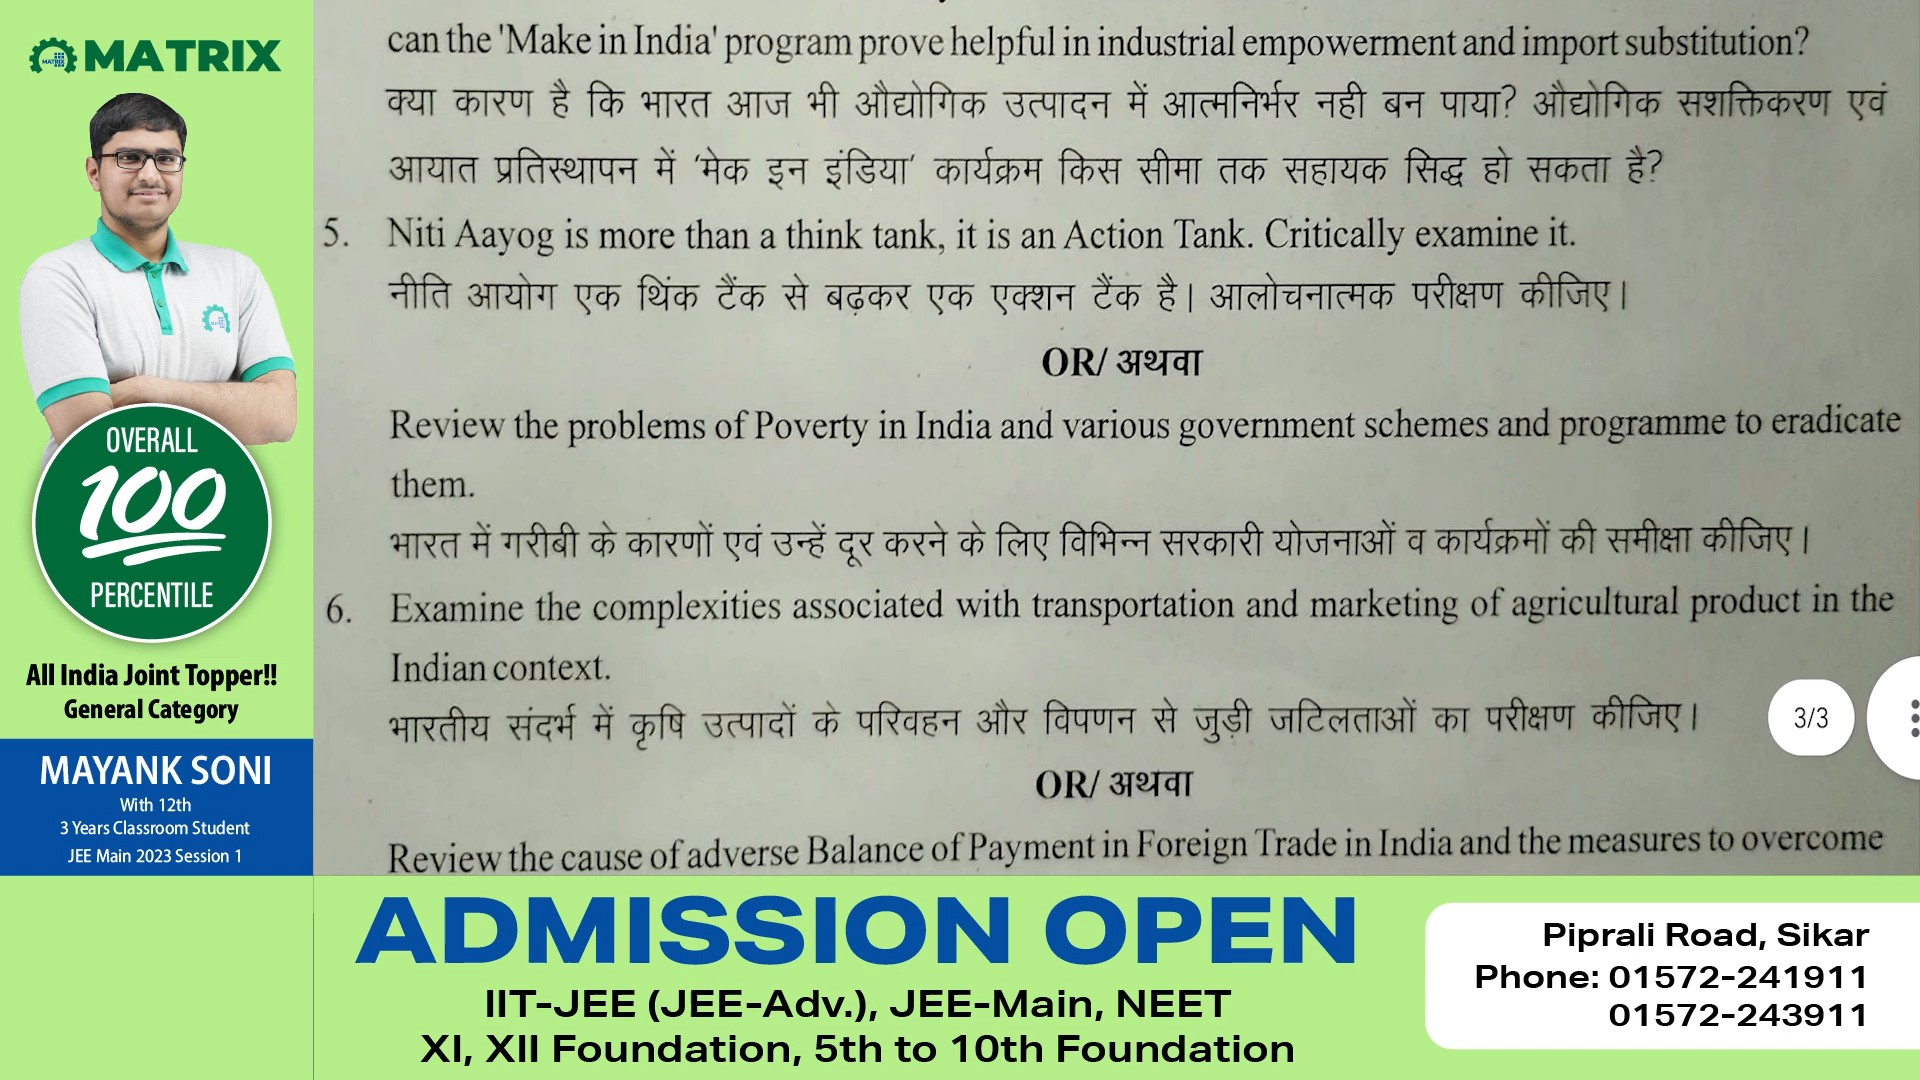 MATRIX
OVERALL
100
PERCENTILE
All India Joint Topper!!
General Category
MAYANK SONI
With 12th
3 Years Classroom Student
JEE Main 2023 Session 1
can the 'Make in India' program prove helpful in industrial empowerment and import substitution?
क्या कारण है कि भारत आज भी औद्योगिक उत्पादन में आत्मनिर्भर नही बन पाया? औद्योगिक सशक्तिकरण एवं
आयात प्रतिस्थापन में 'मेक इन इंडिया' कार्यक्रम किस सीमा तक सहायक सिद्ध हो सकता है?
5. Niti Aayog is more than a think tank, it is an Action Tank. Critically examine it.
नीति आयोग एक थिंक टैंक से बढ़कर एक एक्शन टैंक है। आलोचनात्मक परीक्षण कीजिए।
OR/ अथवा
Review the problems of Poverty in India and various government schemes and programme to eradicate
them.
भारत में गरीबी के कारणों एवं उन्हें दूर करने के लिए विभिन्न सरकारी योजनाओं व कार्यक्रमों की समीक्षा कीजिए।
6. Examine the complexities associated with transportation and marketing of agricultural product in the
Indian context.
भारतीय संदर्भ में कृषि उत्पादों के परिवहन और विपणन से जुड़ी जटिलताओं का परीक्षण कीजिए।
3/3
OR/ अथवा
Review the cause of adverse Balance of Payment in Foreign Trade in India and the measures to overcome
ADMISSION OPEN
IIT-JEE (JEE-Adv.), JEE-Main, NEET
XI, XII Foundation, 5th to 10th Foundation
Piprali Road, Sikar
Phone: 01572-241911
01572-243911